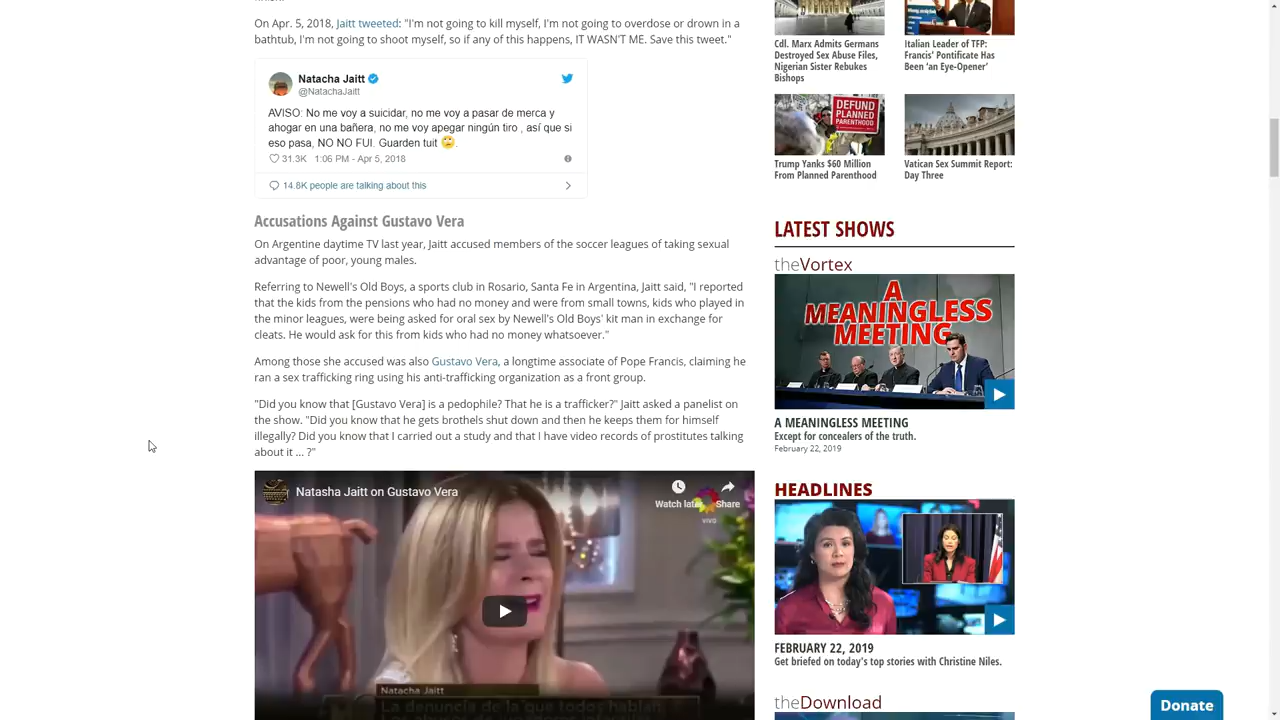 On Apr. 5, 2018, Jaitt tweeted: "I'm not going to kill myself, I'm not going to overdose or drown in a
bathtub, I'm not going to shoot myself, so if any of this happens, IT WASN'T ME. Save this tweet."
Natacha Jaitt
@NatachaJaitt
AVISO: No me voy a suicidar, no me voy a pasar de merca y
ahogar en una bañera, no me voy apegar ningún tiro , así que si
eso pasa, NO NO FUI. Guarden tuit
31.3K 1:06 PM - Apr 5, 2018
14.8K people are talking about this
Accusations Against Gustavo Vera
On Argentine daytime TV last year, Jaitt accused members of the soccer leagues of taking sexual
advantage of poor, young males.
Referring to Newell's Old Boys, a sports club in Rosario, Santa Fe in Argentina, Jaitt said, "I reported
that the kids from the pensions who had no money and were from small towns, kids who played in
the minor leagues, were being asked for oral sex by Newell's Old Boys' kit man in exchange for
cleats. He would ask for this from kids who had no money whatsoever."
Among those she accused was also Gustavo Vera, a longtime associate of Pope Francis, claiming he
ran a sex trafficking ring using his anti-trafficking organization as a front group.
"Did you know that [Gustavo Vera] is a pedophile? That he is a trafficker?" Jaitt asked a panelist on
the show. "Did you know that he gets brothels shut down and then he keeps them for himself
illegally? Did you know that I carried out a study and that I have video records of prostitutes talking
about it ... ?"
Natasha Jaitt on Gustavo Vera
Watch late
Share
VIVO
Natacha Jaitt
La denuncia de la que todos hablan
Cdl. Marx Admits Germans
Destroyed Sex Abuse Files,
Nigerian Sister Rebukes
Bishops
Italian Leader of TFP:
Francis' Pontificate Has
Been 'an Eye-Opener'
DEFUND
PLANNED
PARENTHOOD
Trump Yanks $60 Million
From Planned Parenthood
Vatican Sex Summit Report:
Day Three
LATEST SHOWS
theVortex
A
MEANINGLESS
MEETING
A MEANINGLESS MEETING
Except for concealers of the truth.
February 22, 2019
HEADLINES
FEBRUARY 22, 2019
Get briefed on today's top stories with Christine Niles.
theDownload
Donate